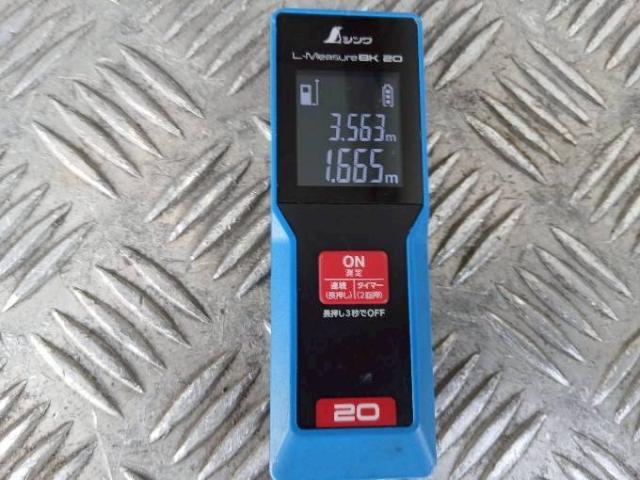 シンワ
L-Measure BK 20
3.563m
1.665m
ON
測定
連続 タイマー
(長押し) (2回押)
長押し3秒でOFF
20